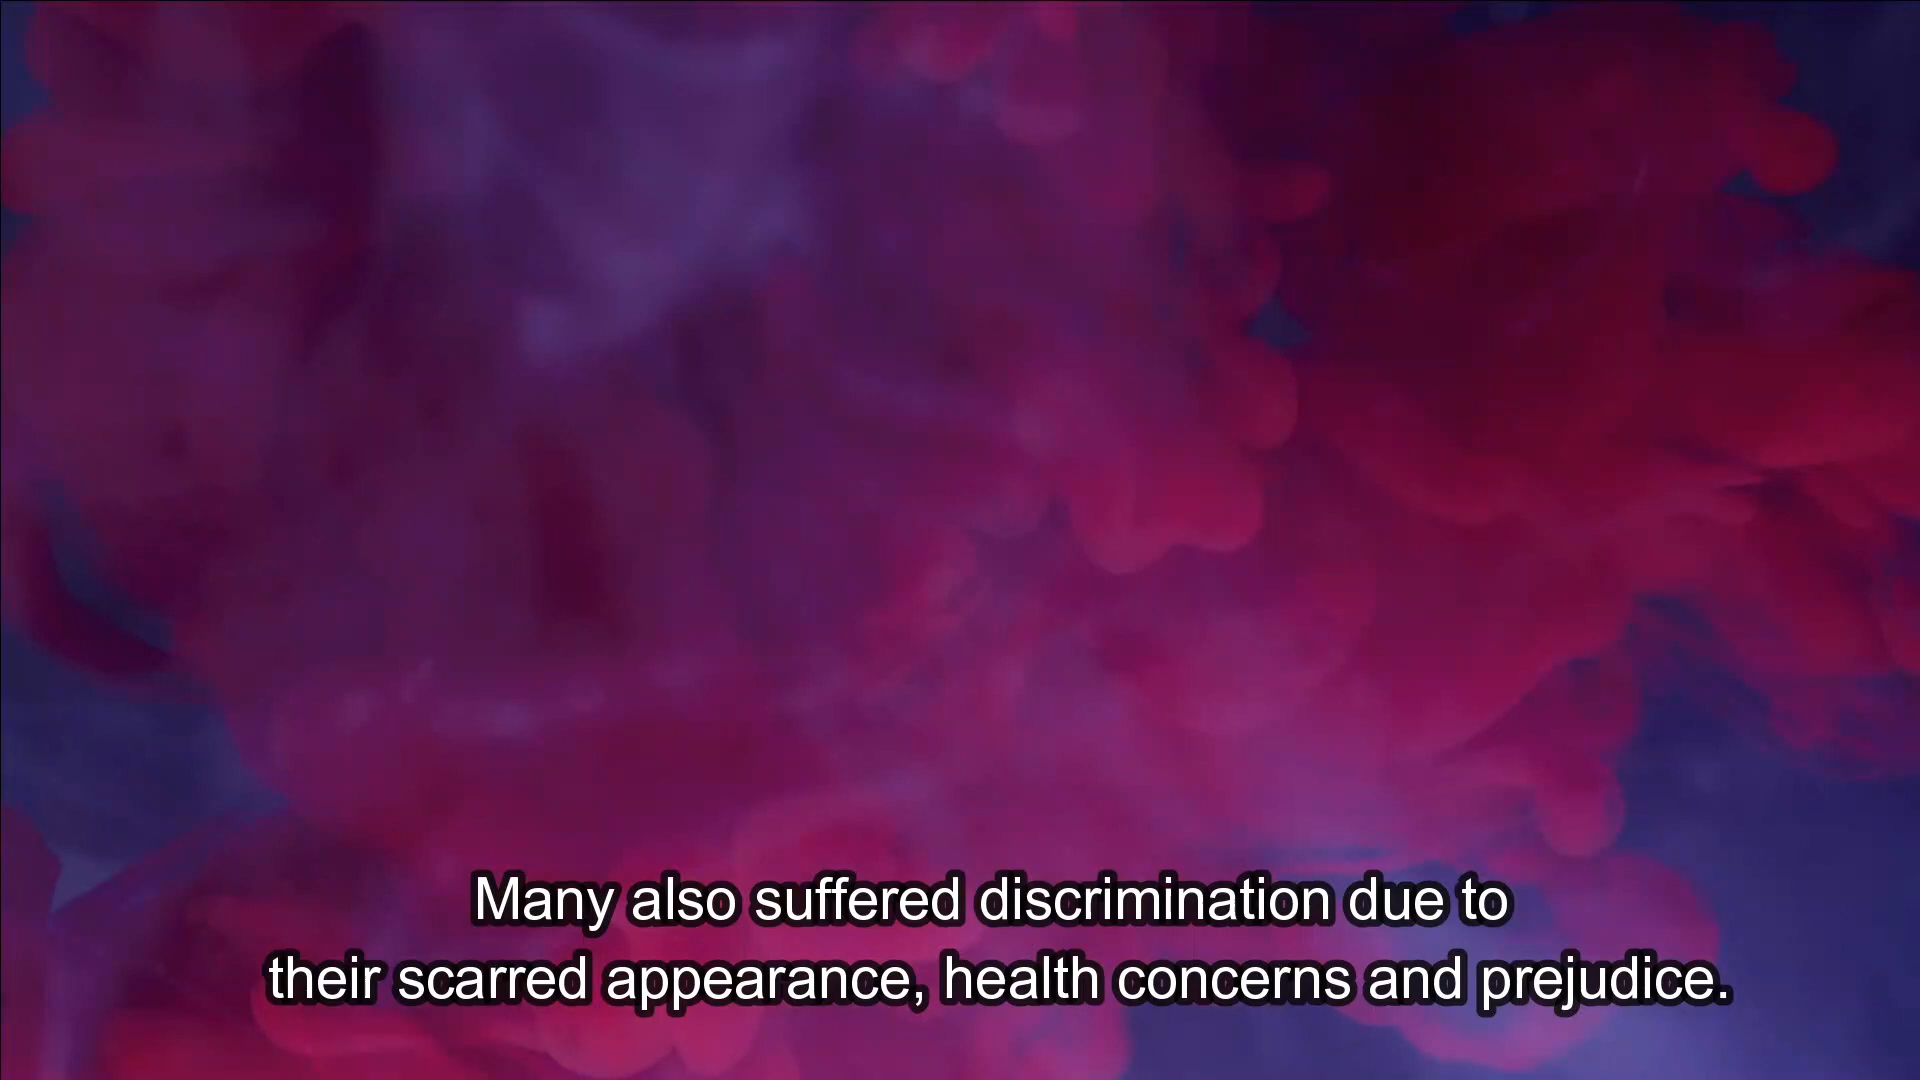 Many also suffered discrimination due to
their scarred appearance, health concerns and prejudice.